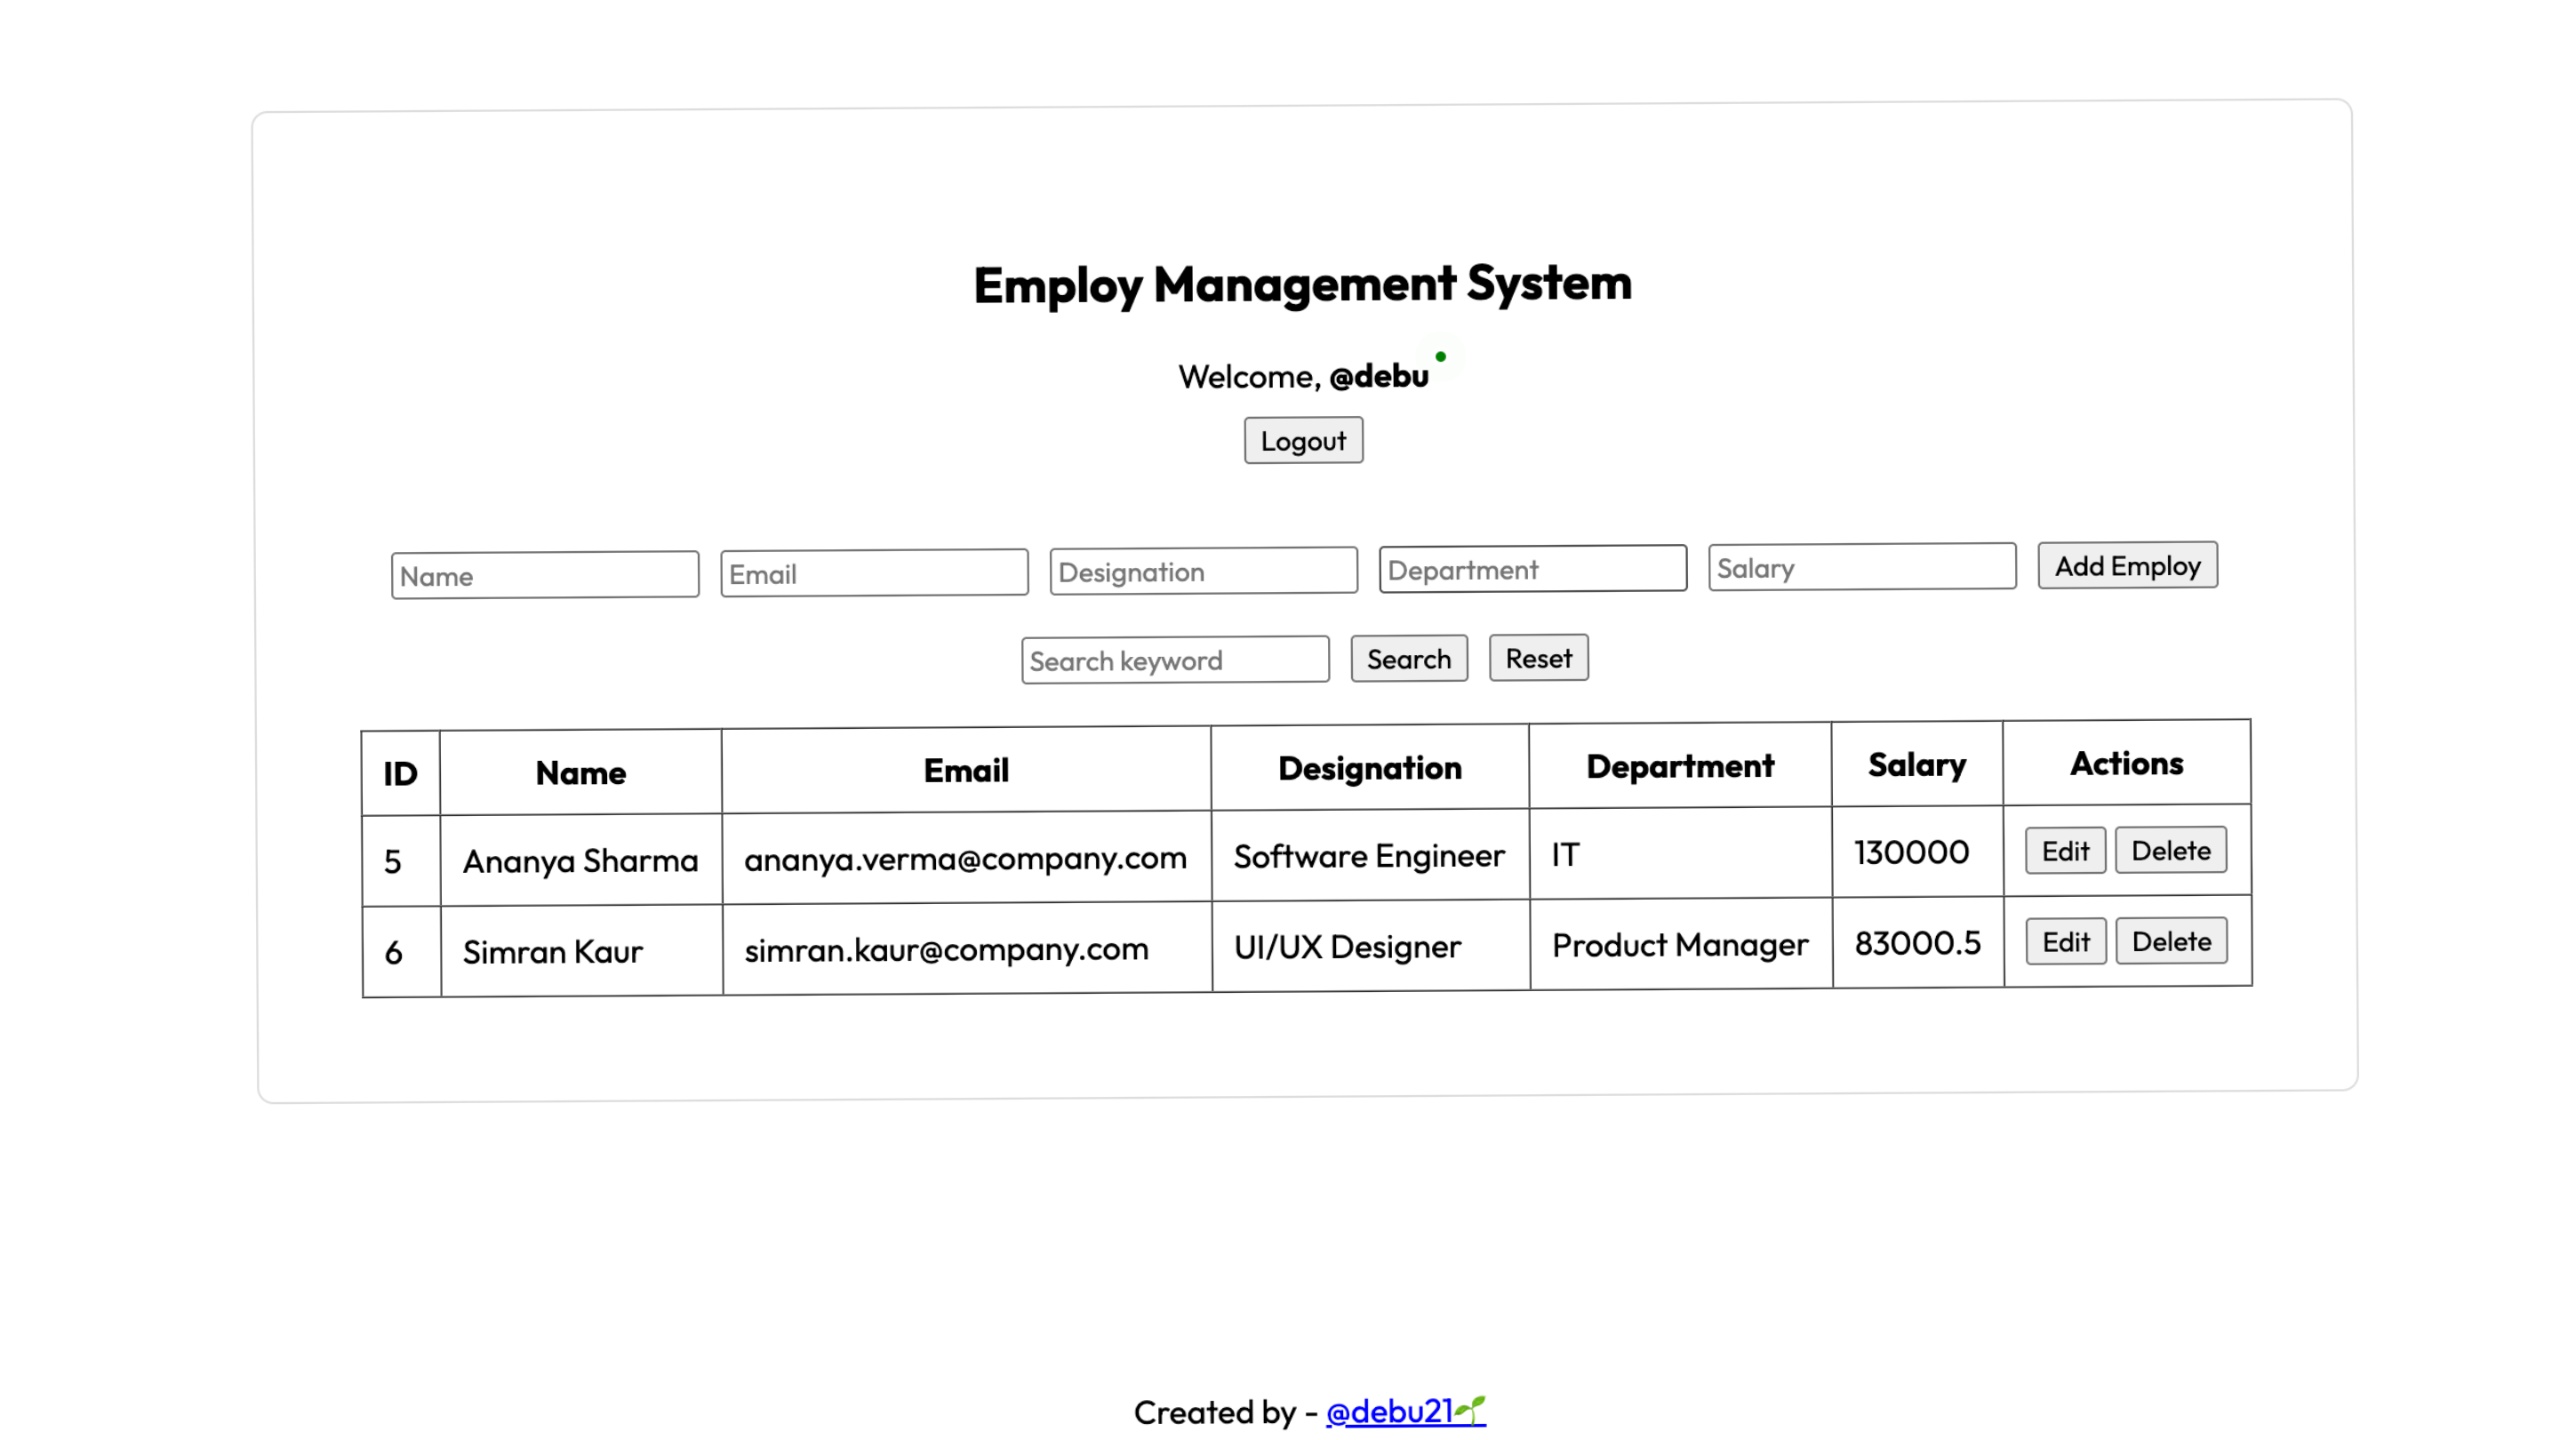 Employ Management System
Welcome, @debu
Logout
Name Email Designation Department Salary Add Employ
Search keyword Search Reset
ID Name Email Designation Department Salary Actions
5 Ananya Sharma ananya.verma@company.com Software Engineer IT 130000 Edit Delete
6 Simran Kaur simran.kaur@company.com UI/UX Designer Product Manager 83000.5 Edit Delete
Created by - @debu21🌱